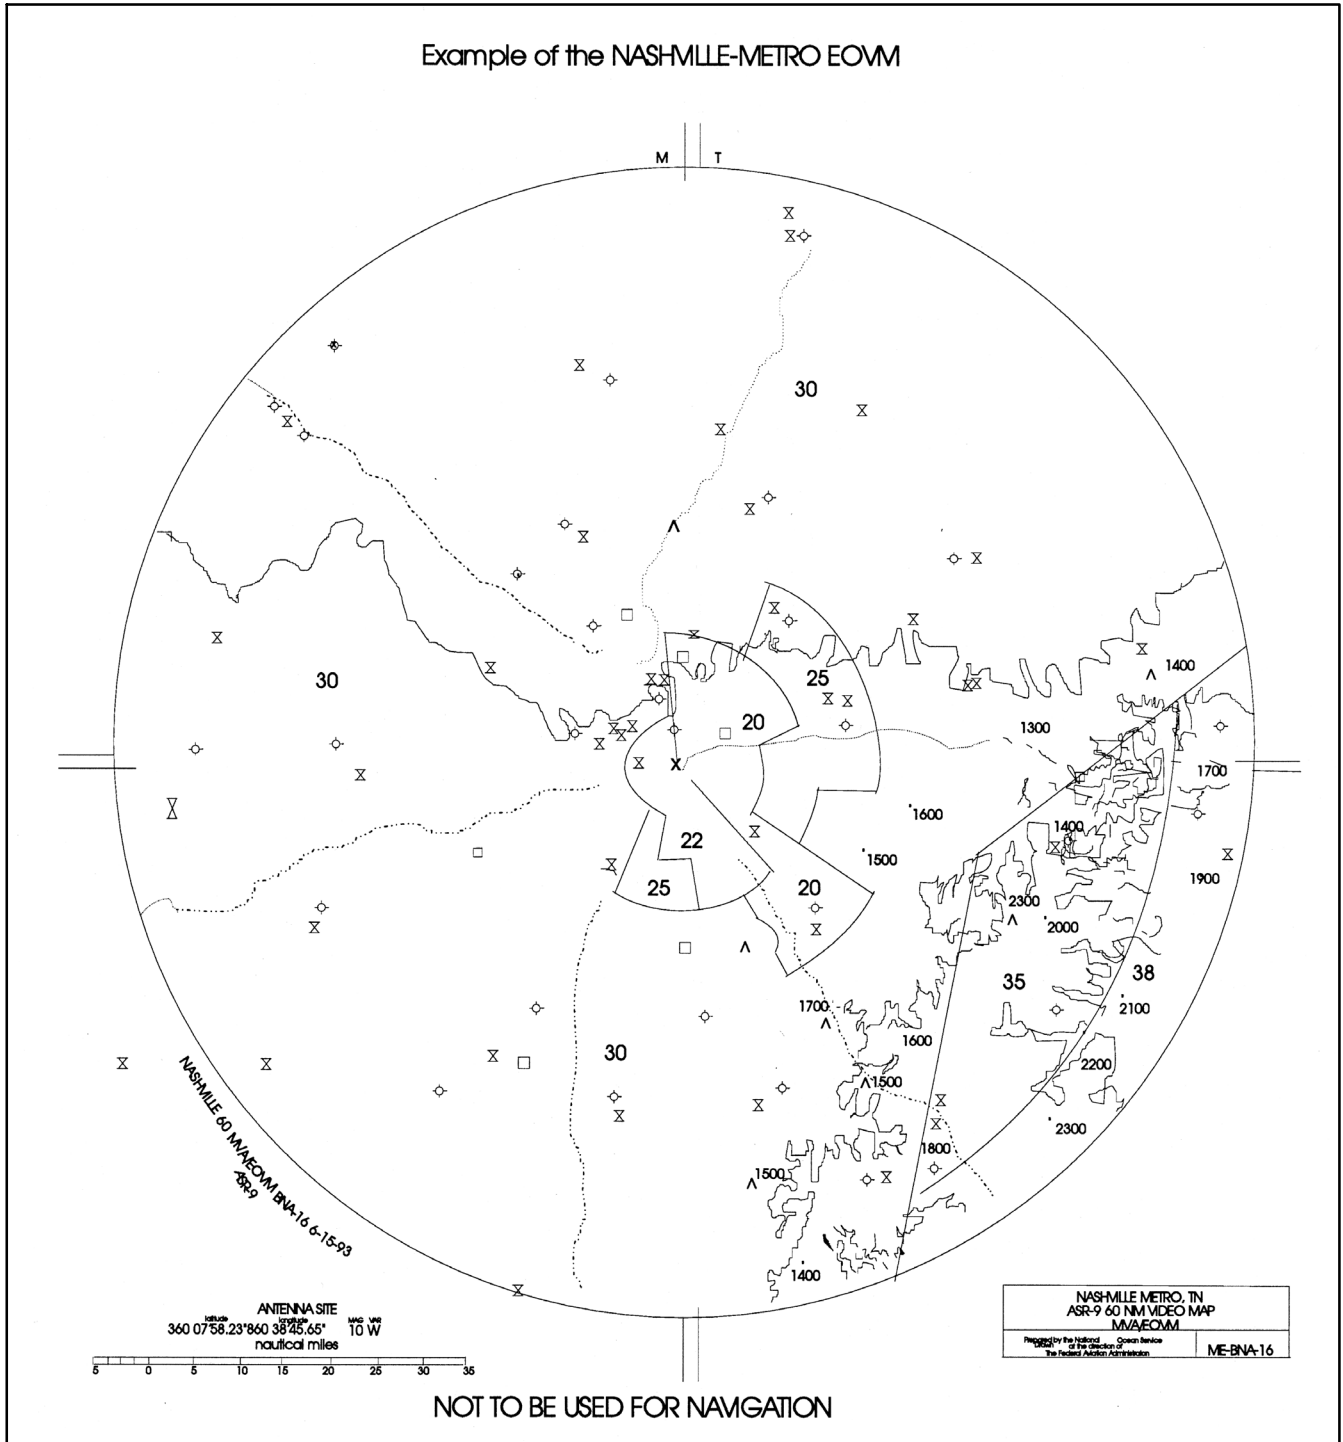 Example of the NASHVILLE-METRO EOVM
M T
30
1400
25
30
20
1300
1700
1600
1400
22
1500
1900
25
20
2300
2000
38
35
1700
2100
1600
30
2200
1500
2300
1800
1500
1400
NASHVILLE 60 MVA/EOVM BNA-16 6-15-93
ASR-9
ANTENNA SITE
latitude longitude MAG VAR
360 07'58.23"860 38'45.65" 10 W
nautical miles
5 0 5 10 15 20 25 30 35
NASHVILLE METRO, TN
ASR-9 60 NM VIDEO MAP
MVA/EOVM
Prepared by the National Ocean Service
at the direction of
The Federal Aviation Administration
ME-BNA-16
NOT TO BE USED FOR NAVIGATION